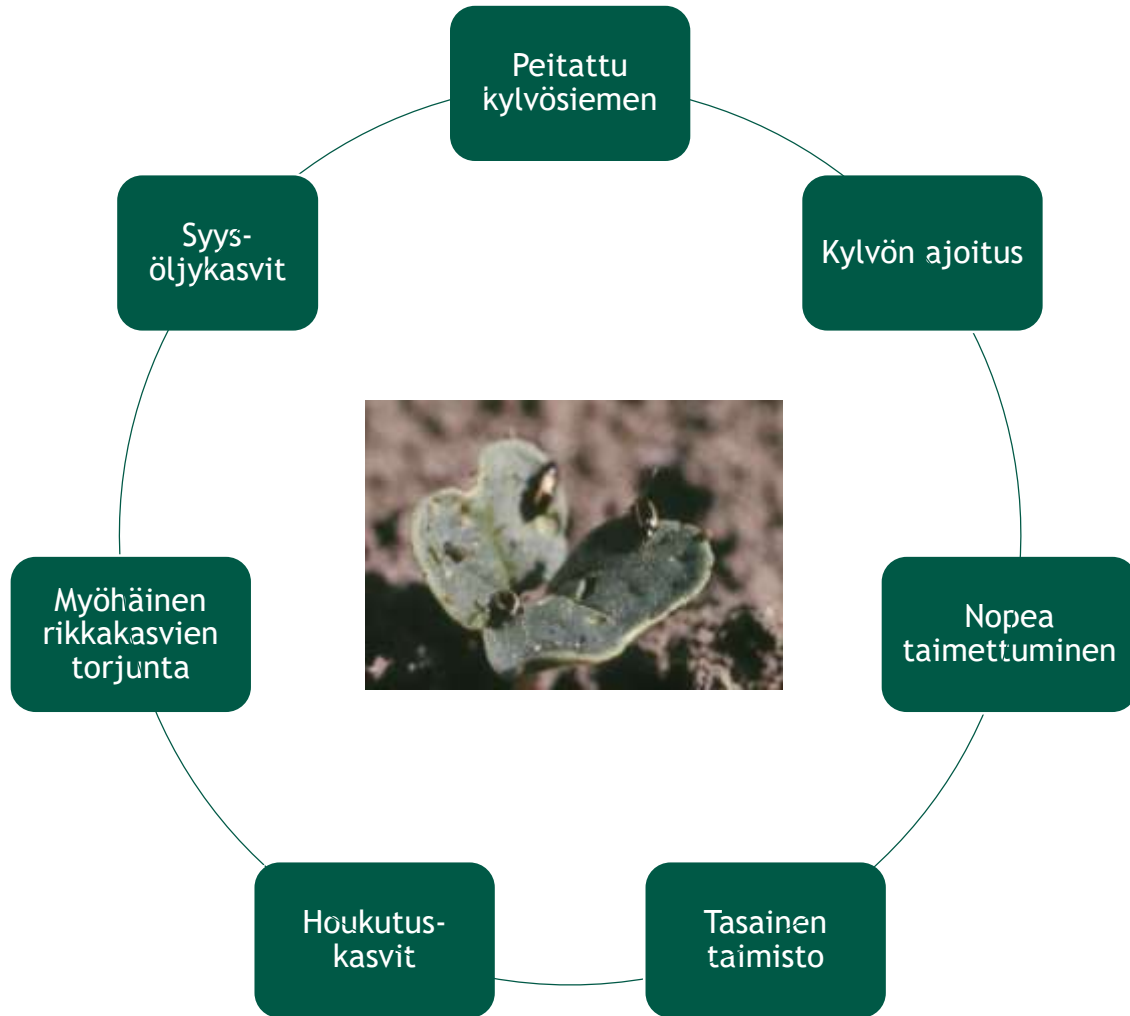 Peitattu
kylvösiemen
Kylvön ajoitus
Nopea
taimettuminen
Tasainen
taimisto
Houkutus-
kasvit
Myöhäinen
rikkakasvien
torjunta
Syys-
öljykasvit